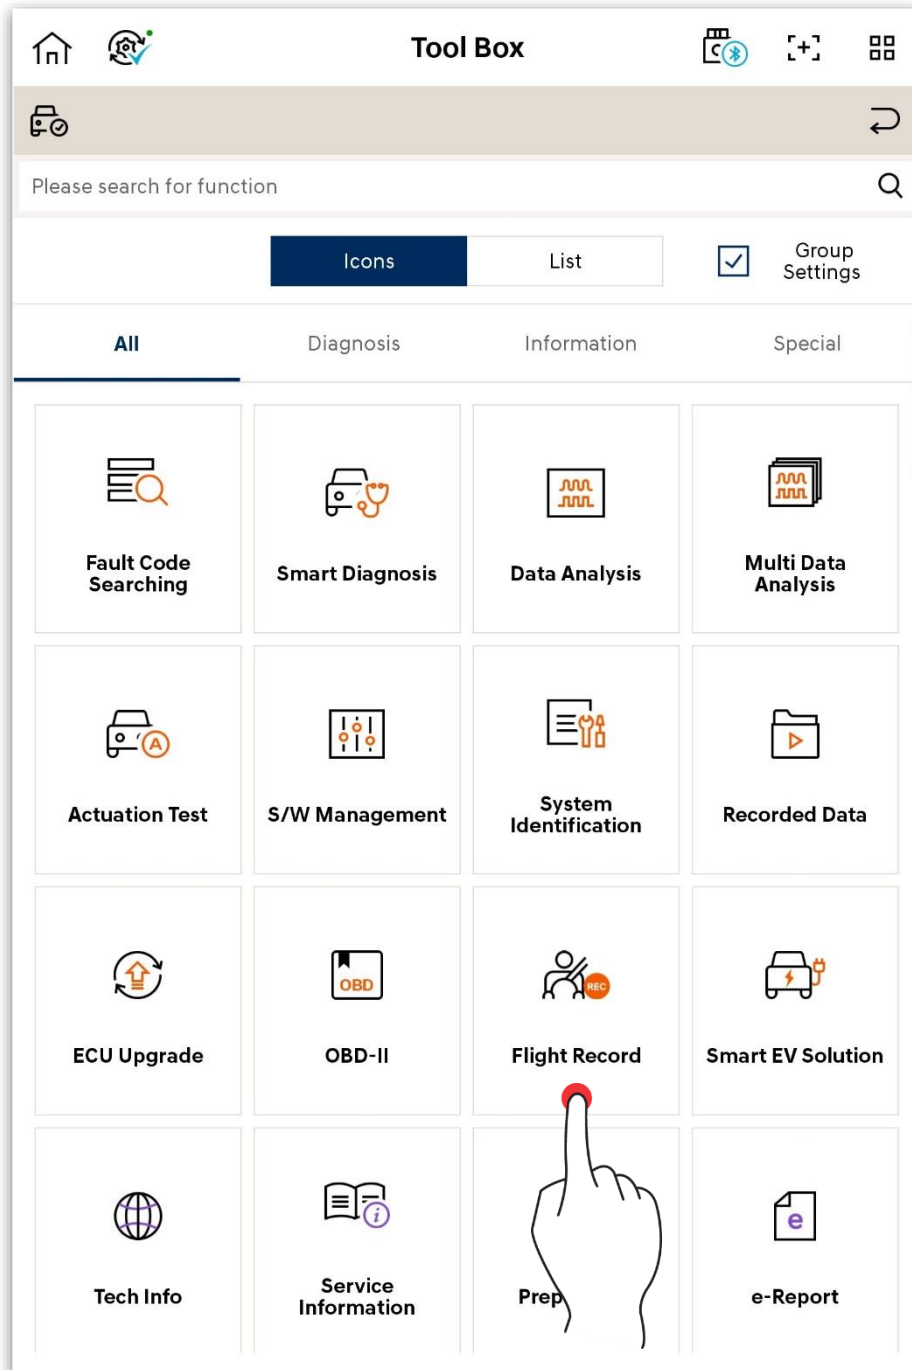 Tool Box
Please search for function
Icons
List
Group
Settings
All
Diagnosis
Information
Special
Fault Code
Searching
Smart Diagnosis
Data Analysis
Multi Data
Analysis
Actuation Test
S/W Management
System
Identification
Recorded Data
ECU Upgrade
OBD
OBD-II
REC
Flight Record
Smart EV Solution
Tech Info
Service
Information
e
e-Report